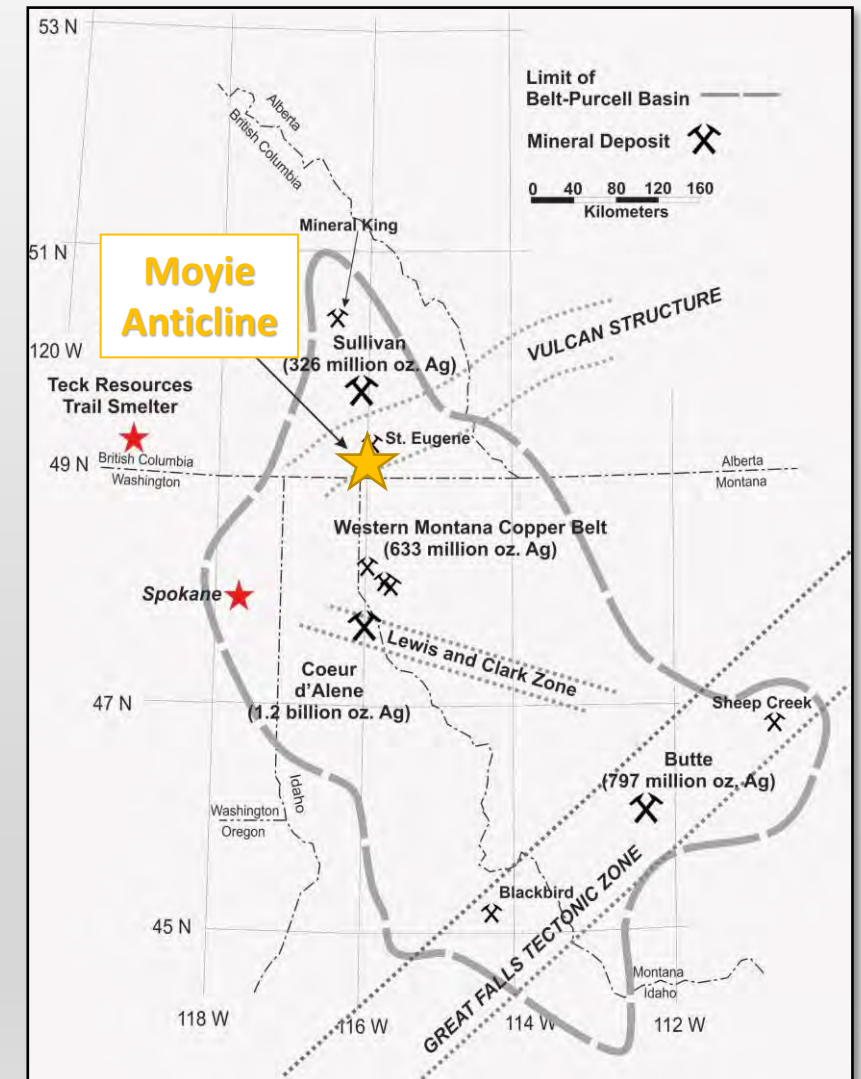 53 N
Limit of
Belt-Purcell Basin
Alberta
British Columbia
Mineral Deposit
0 40 80 120 160
Kilometers
Mineral King
51 N
Moyie
Anticline
VULCAN STRUCTURE
120 W
Sullivan
(326 million oz. Ag)
Teck Resources
Trail Smelter
St. Eugene
49 N
British Columbia
Washington
Alberta
Montana
Western Montana Copper Belt
(633 million oz. Ag)
Spokane
Lewis and Clark Zone
Coeur
d'Alene
(1.2 billion oz. Ag)
47 N
Sheep Creek
Butte
(797 million oz. Ag)
Idaho
Washington
Oregon
Blackbird
45 N
GREAT FALLS TECTONIC ZONE
Montana
Idaho
118 W
116 W
114 W
112 W